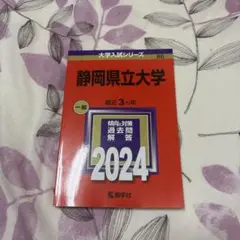 大学入試シリーズ
静岡県立大学
最近3カ年
一般
傾向と対策
過去問
解答
2024
教学社